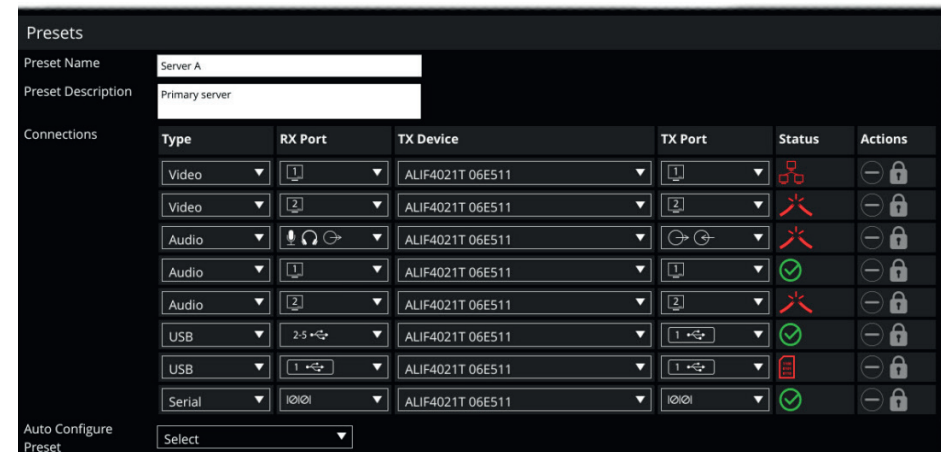 Presets
Preset Name Server A
Preset Description Primary server
Connections Type RX Port TX Device TX Port Status Actions
Video 1 ALIF4021T 06E511 1
Video 2 ALIF4021T 06E511 2
Audio ALIF4021T 06E511
Audio 1 ALIF4021T 06E511 1
Audio 2 ALIF4021T 06E511 2
USB 2-5 ALIF4021T 06E511 1
USB 1 ALIF4021T 06E511 1
Serial IOIOI ALIF4021T 06E511 IOIOI
Auto Configure
Preset Select